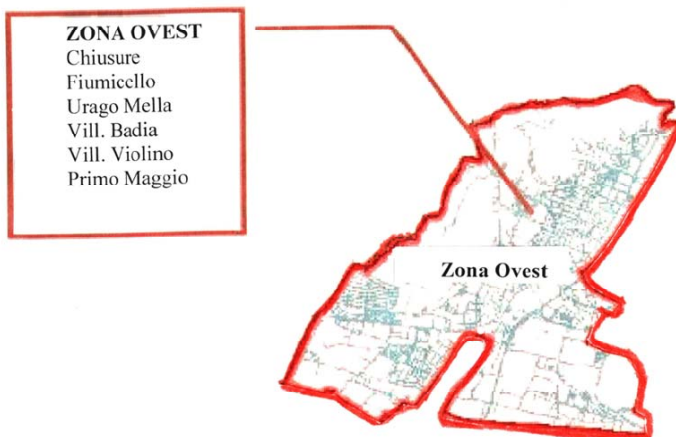 ZONA OVEST
Chiusure
Fiumicello
Urago Mella
Vill. Badia
Vill. Violino
Primo Maggio
Zona Ovest